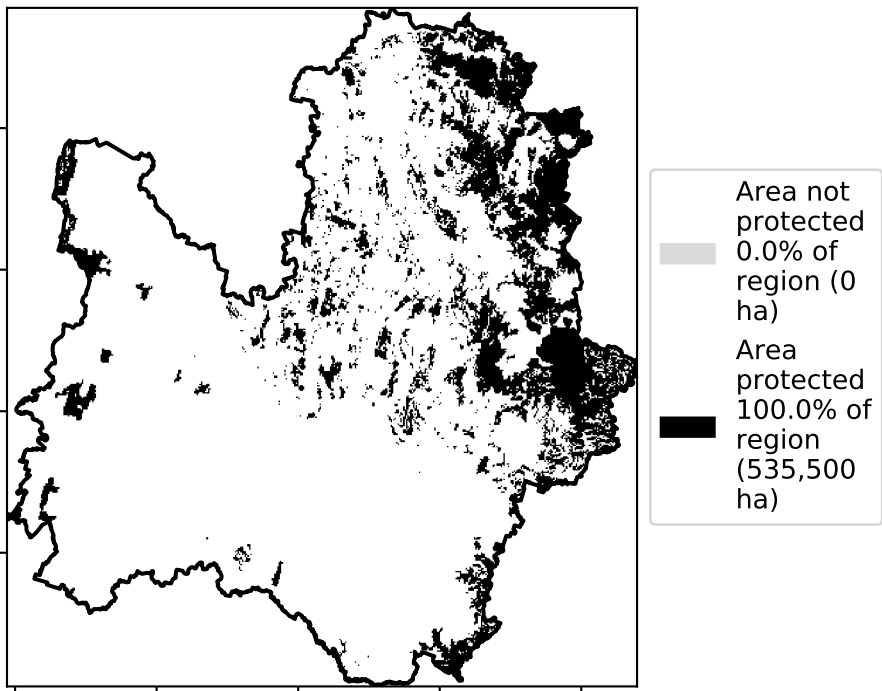 Area not
protected
0.0% of
region (0
ha)
Area
protected
100.0% of
region
(535,500
ha)